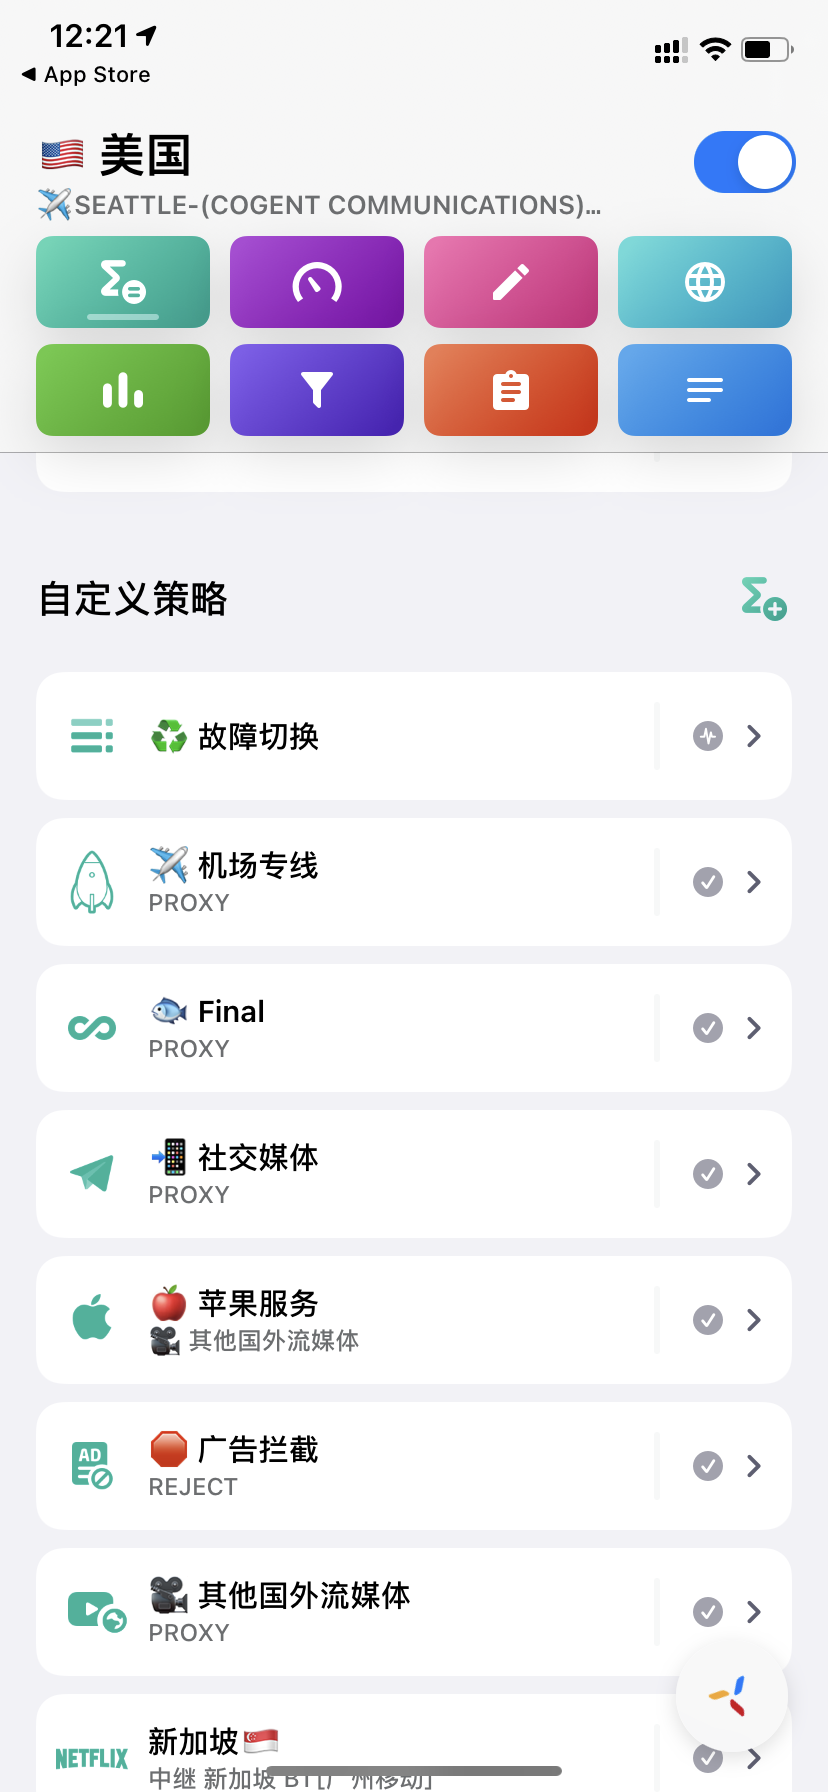 12:21
App Store
美国
SEATTLE-(COGENT COMMUNICATIONS)...
自定义策略
故障切换
机场专线
PROXY
Final
PROXY
社交媒体
PROXY
苹果服务
其他国外流媒体
AD
广告拦截
REJECT
其他国外流媒体
PROXY
NETFLIX
新加坡
中继 新加坡 BT[广州移动]